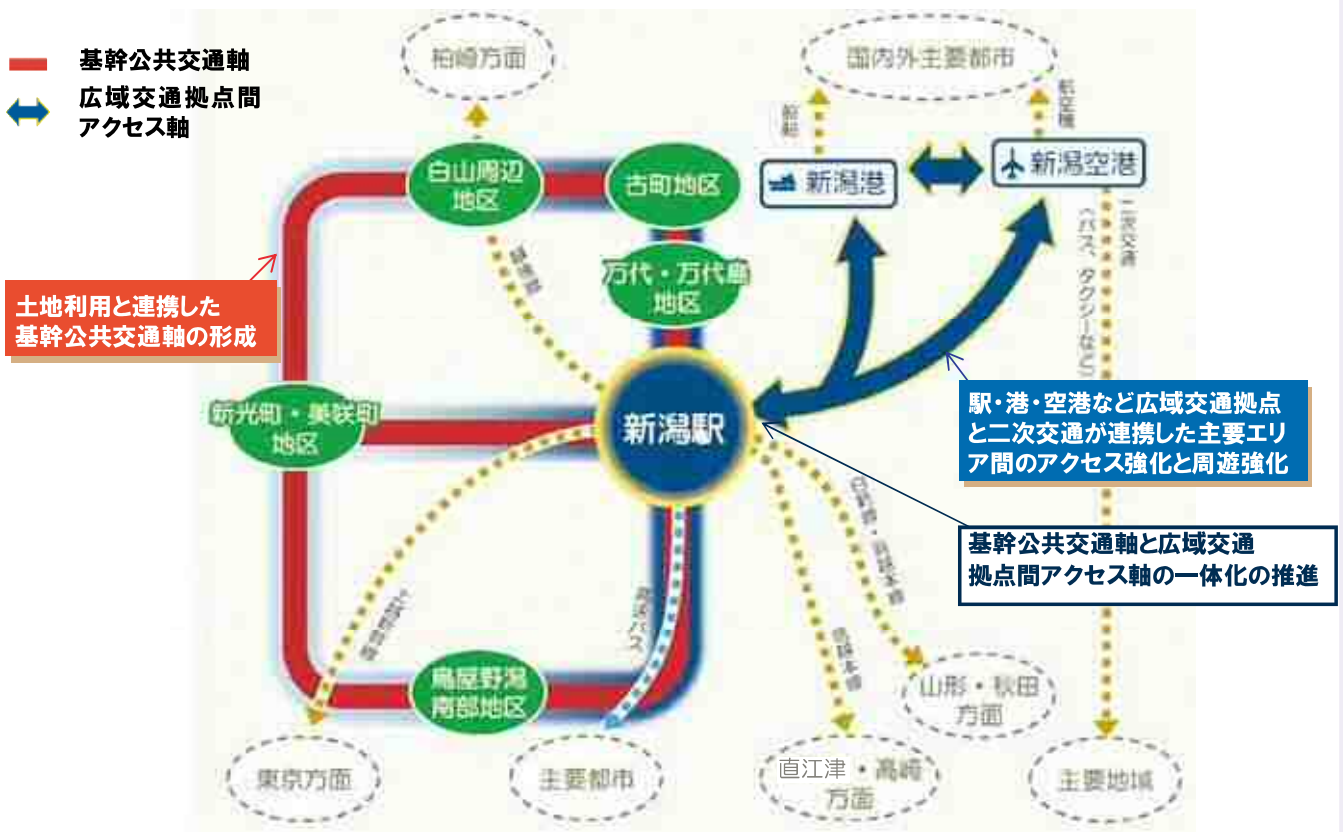 基幹公共交通軸
広域交通拠点間
アクセス軸
柏崎方面
国内外主要都市
船舶
航空機
白山周辺
地区
古町地区
新潟港
新潟空港
二次交通
(バス、タクシーなど)
越後線
万代・万代島
地区
土地利用と連携した
基幹公共交通軸の形成
新光町・美咲町
地区
新潟駅
駅・港・空港など広域交通拠点
と二次交通が連携した主要エリ
ア間のアクセス強化と周遊強化
基幹公共交通軸と広域交通
拠点間アクセス軸の一体化の推進
白新線・羽越本線
信越本線
上越新幹線
高速バス
鳥屋野潟
南部地区
山形・秋田
方面
東京方面
主要都市
直江津・高崎
方面
主要地域